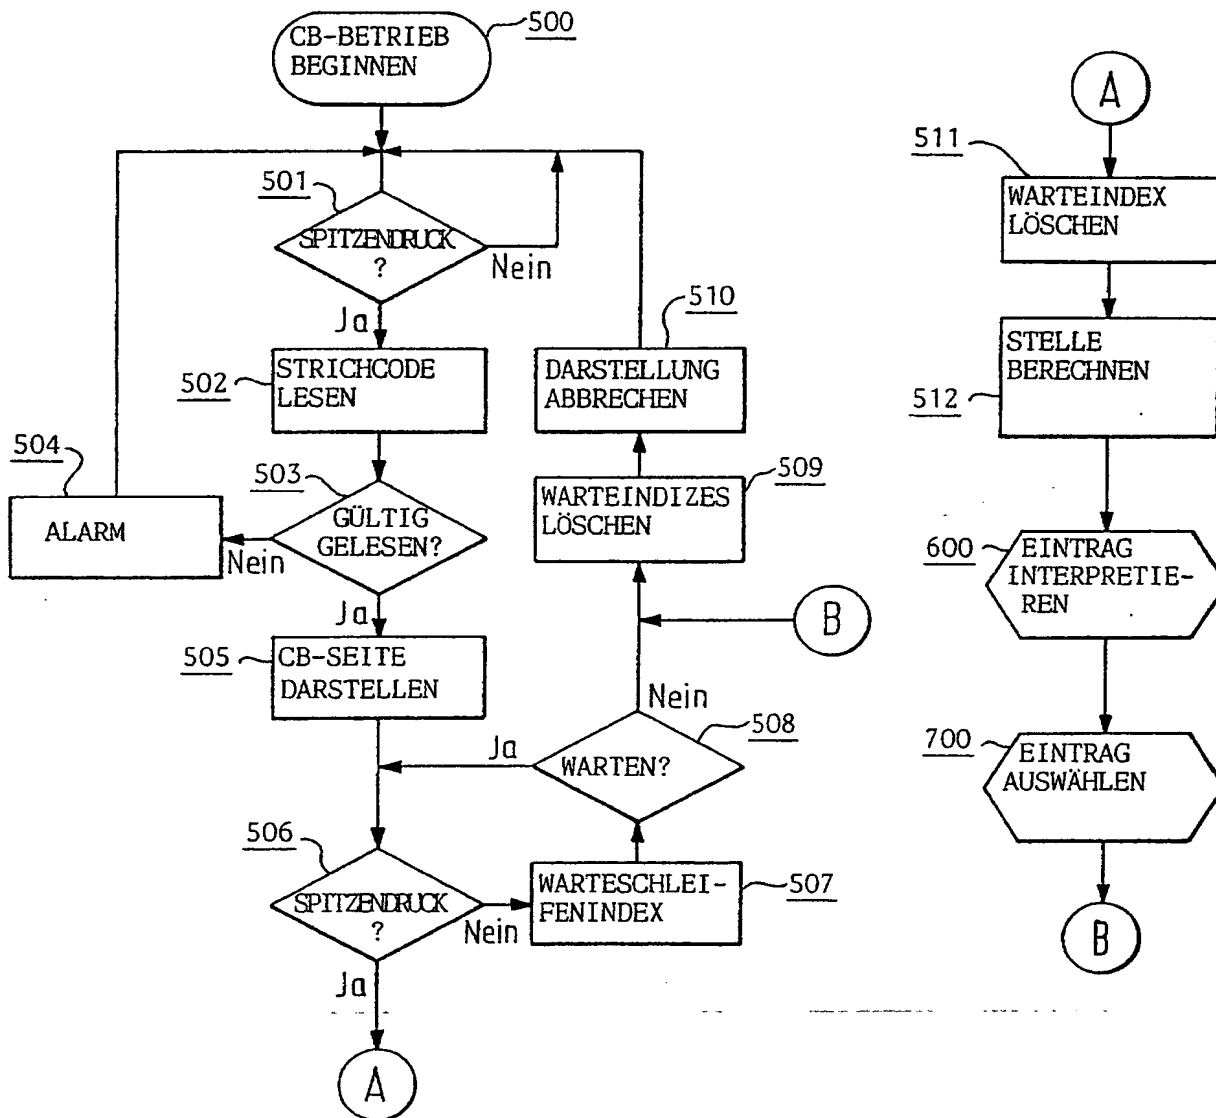 CB-BETRIEB
BEGINNEN
500
501
SPITZENDRUCK
?
Nein
Ja
502
STRICHCODE
LESEN
503
GÜLTIG
GELESEN?
Nein
504
ALARM
Ja
505
CB-SEITE
DARSTELLEN
506
SPITZENDRUCK
?
Nein
Ja
A
WARTESCHLEI-
FENINDEX
507
508
WARTEN?
Ja
Nein
B
509
WARTEINDIZES
LÖSCHEN
510
DARSTELLUNG
ABBRECHEN
A
511
WARTEINDEX
LÖSCHEN
STELLE
BERECHNEN
512
600
EINTRAG
INTERPRETIE-
REN
700
EINTRAG
AUSWÄHLEN
B